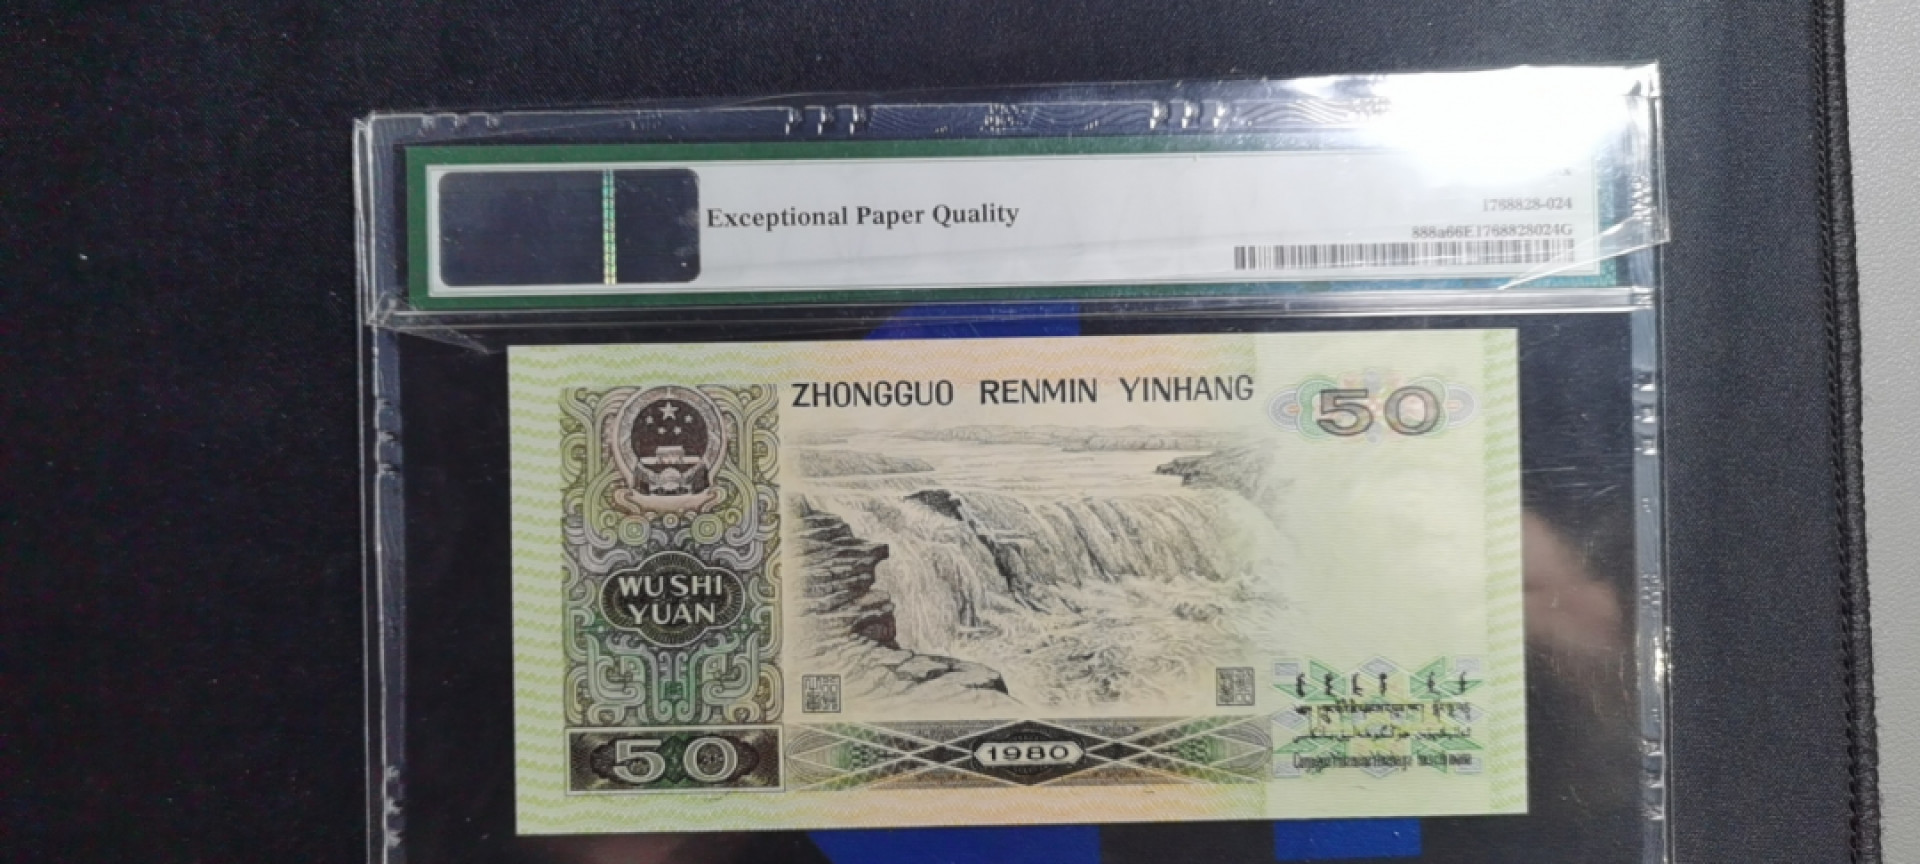 Exceptional Paper Quality
1768828-024
888a66E1768828024G
ZHONGGUO RENMIN YINHANG
50
WU SHI
YUAN
50
1980